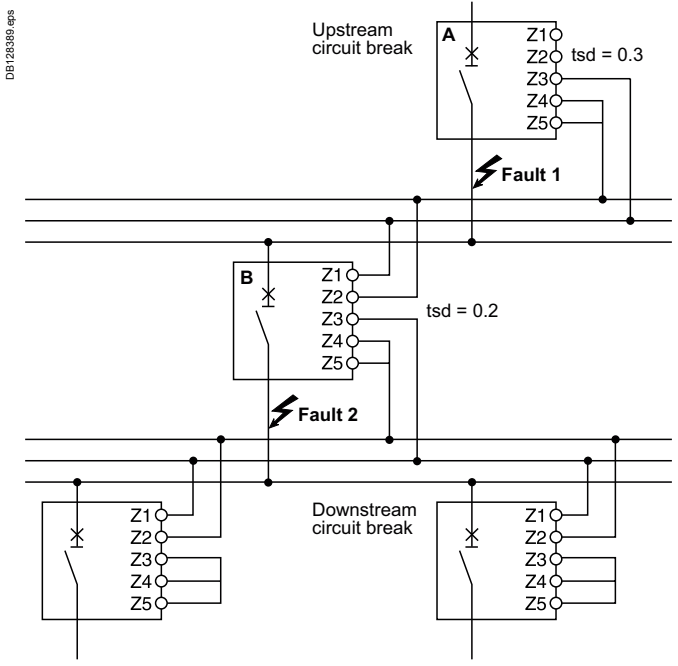 DB128389.eps
Upstream
circuit break
A
Z1
Z2
tsd = 0.3
Z3
Z4
Z5
Fault 1
B
Z1
Z2
Z3
tsd = 0.2
Z4
Z5
Fault 2
Z1
Z2
Z3
Z4
Z5
Downstream
circuit break
Z1
Z2
Z3
Z4
Z5